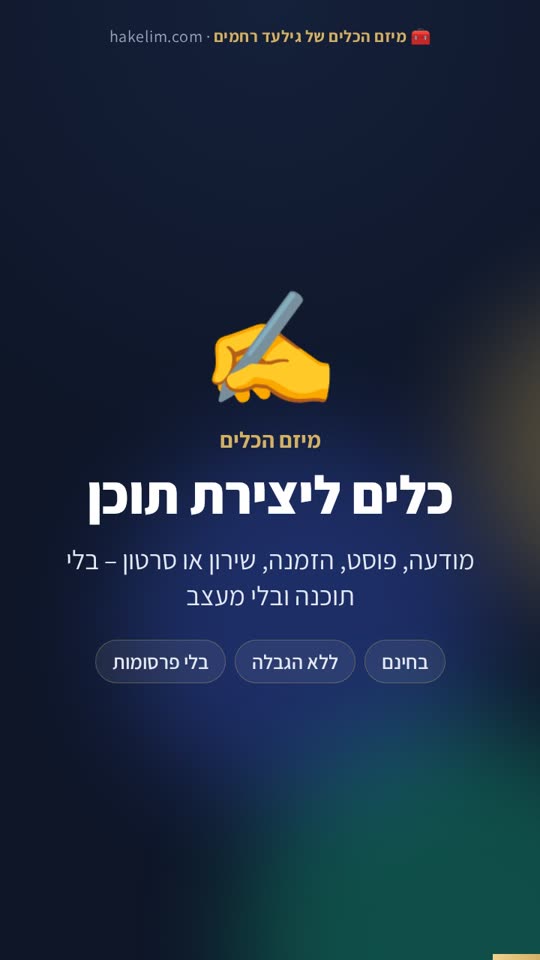 🧰 מיזם הכלים של גילעד רחמים · hakelim.com
מיזם הכלים
כלים ליצירת תוכן
מודעה, פוסט, הזמנה, שירון או סרטון – בלי
תוכנה ובלי מעצב
בחינם
ללא הגבלה
בלי פרסומות